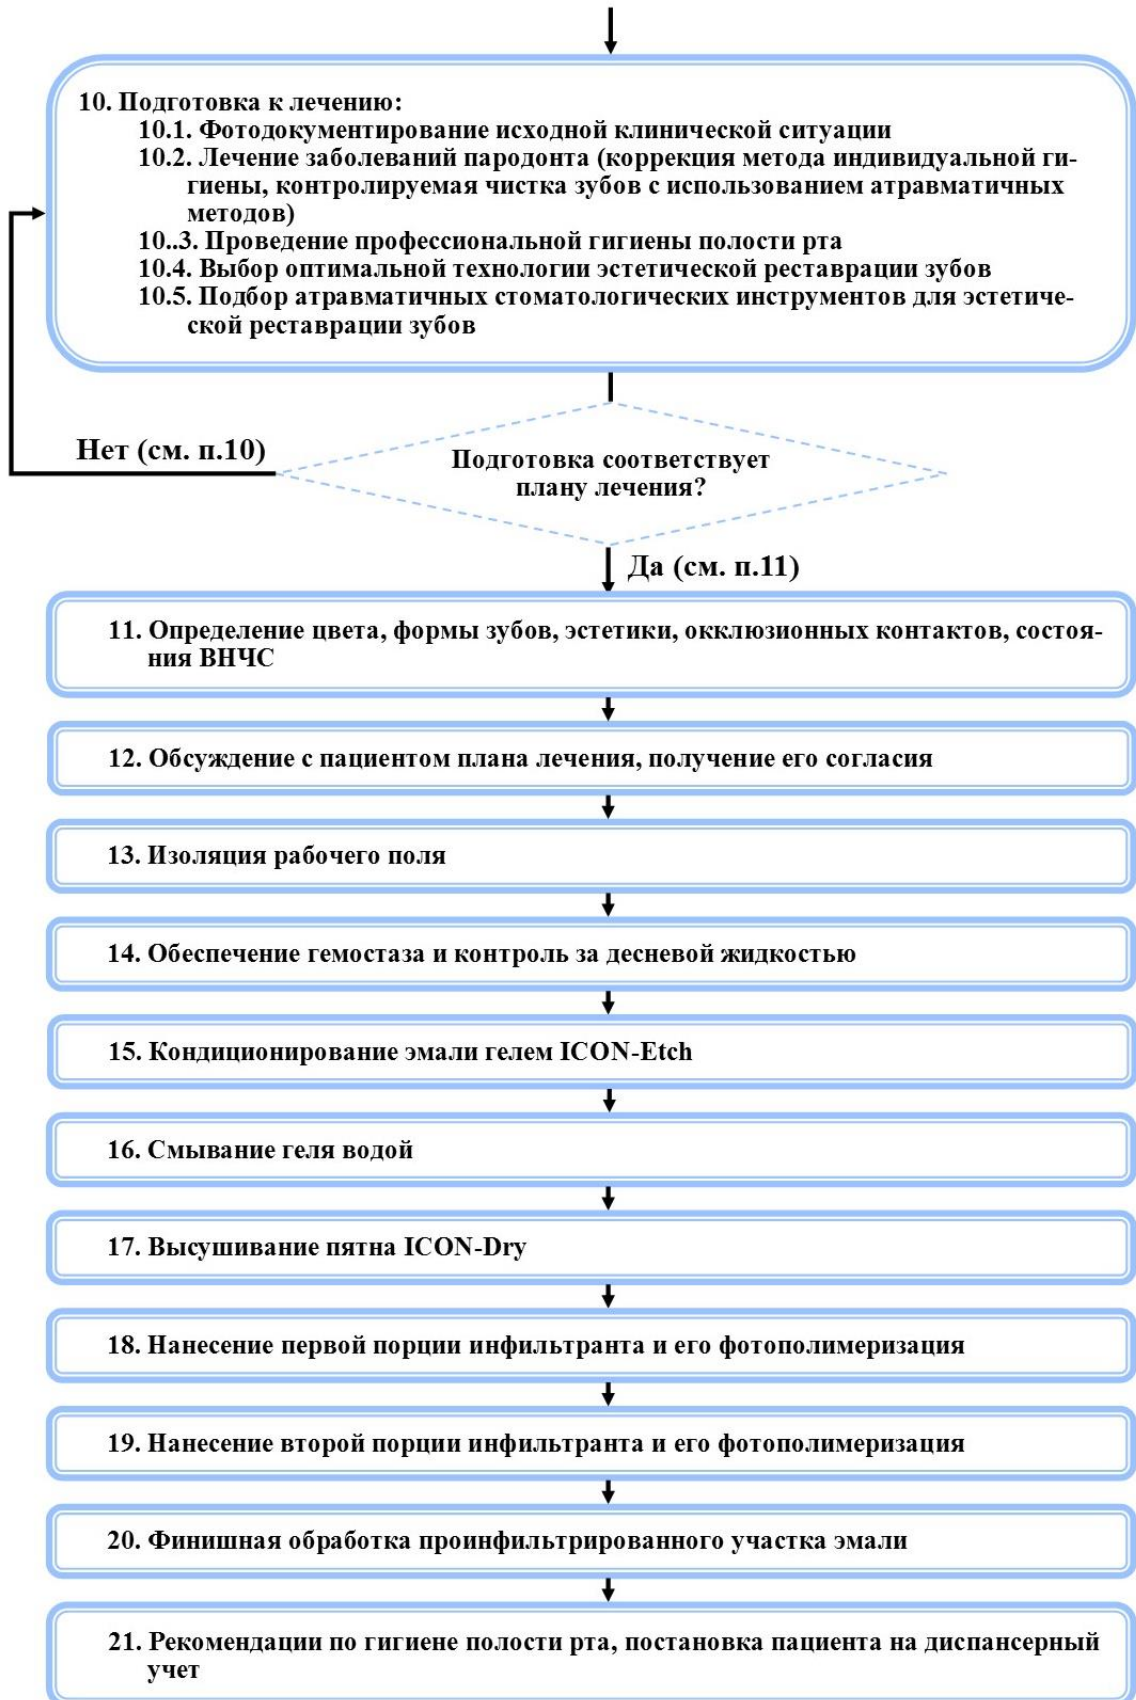 10. Подготовка к лечению:
10.1. Фотодокументирование исходной клинической ситуации
10.2. Лечение заболеваний пародонта (коррекция метода индивидуальной ги-
гиены, контролируемая чистка зубов с использованием атравматичных
методов)
10..3. Проведение профессиональной гигиены полости рта
10.4. Выбор оптимальной технологии эстетической реставрации зубов
10.5. Подбор атравматичных стоматологических инструментов для эстетиче-
ской реставрации зубов
Нет (см. п.10)
Подготовка соответствует
плану лечения?
Да (см. п.11)
11. Определение цвета, формы зубов, эстетики, окклюзионных контактов, состоя-
ния ВНЧС
12. Обсуждение с пациентом плана лечения, получение его согласия
13. Изоляция рабочего поля
14. Обеспечение гемостаза и контроль за десневой жидкостью
15. Кондиционирование эмали гелем ICON-Etch
16. Смывание геля водой
17. Высушивание пятна ICON-Dry
18. Нанесение первой порции инфильтранта и его фотополимеризация
19. Нанесение второй порции инфильтранта и его фотополимеризация
20. Финишная обработка проинфильтрированного участка эмали
21. Рекомендации по гигиене полости рта, постановка пациента на диспансерный
учет